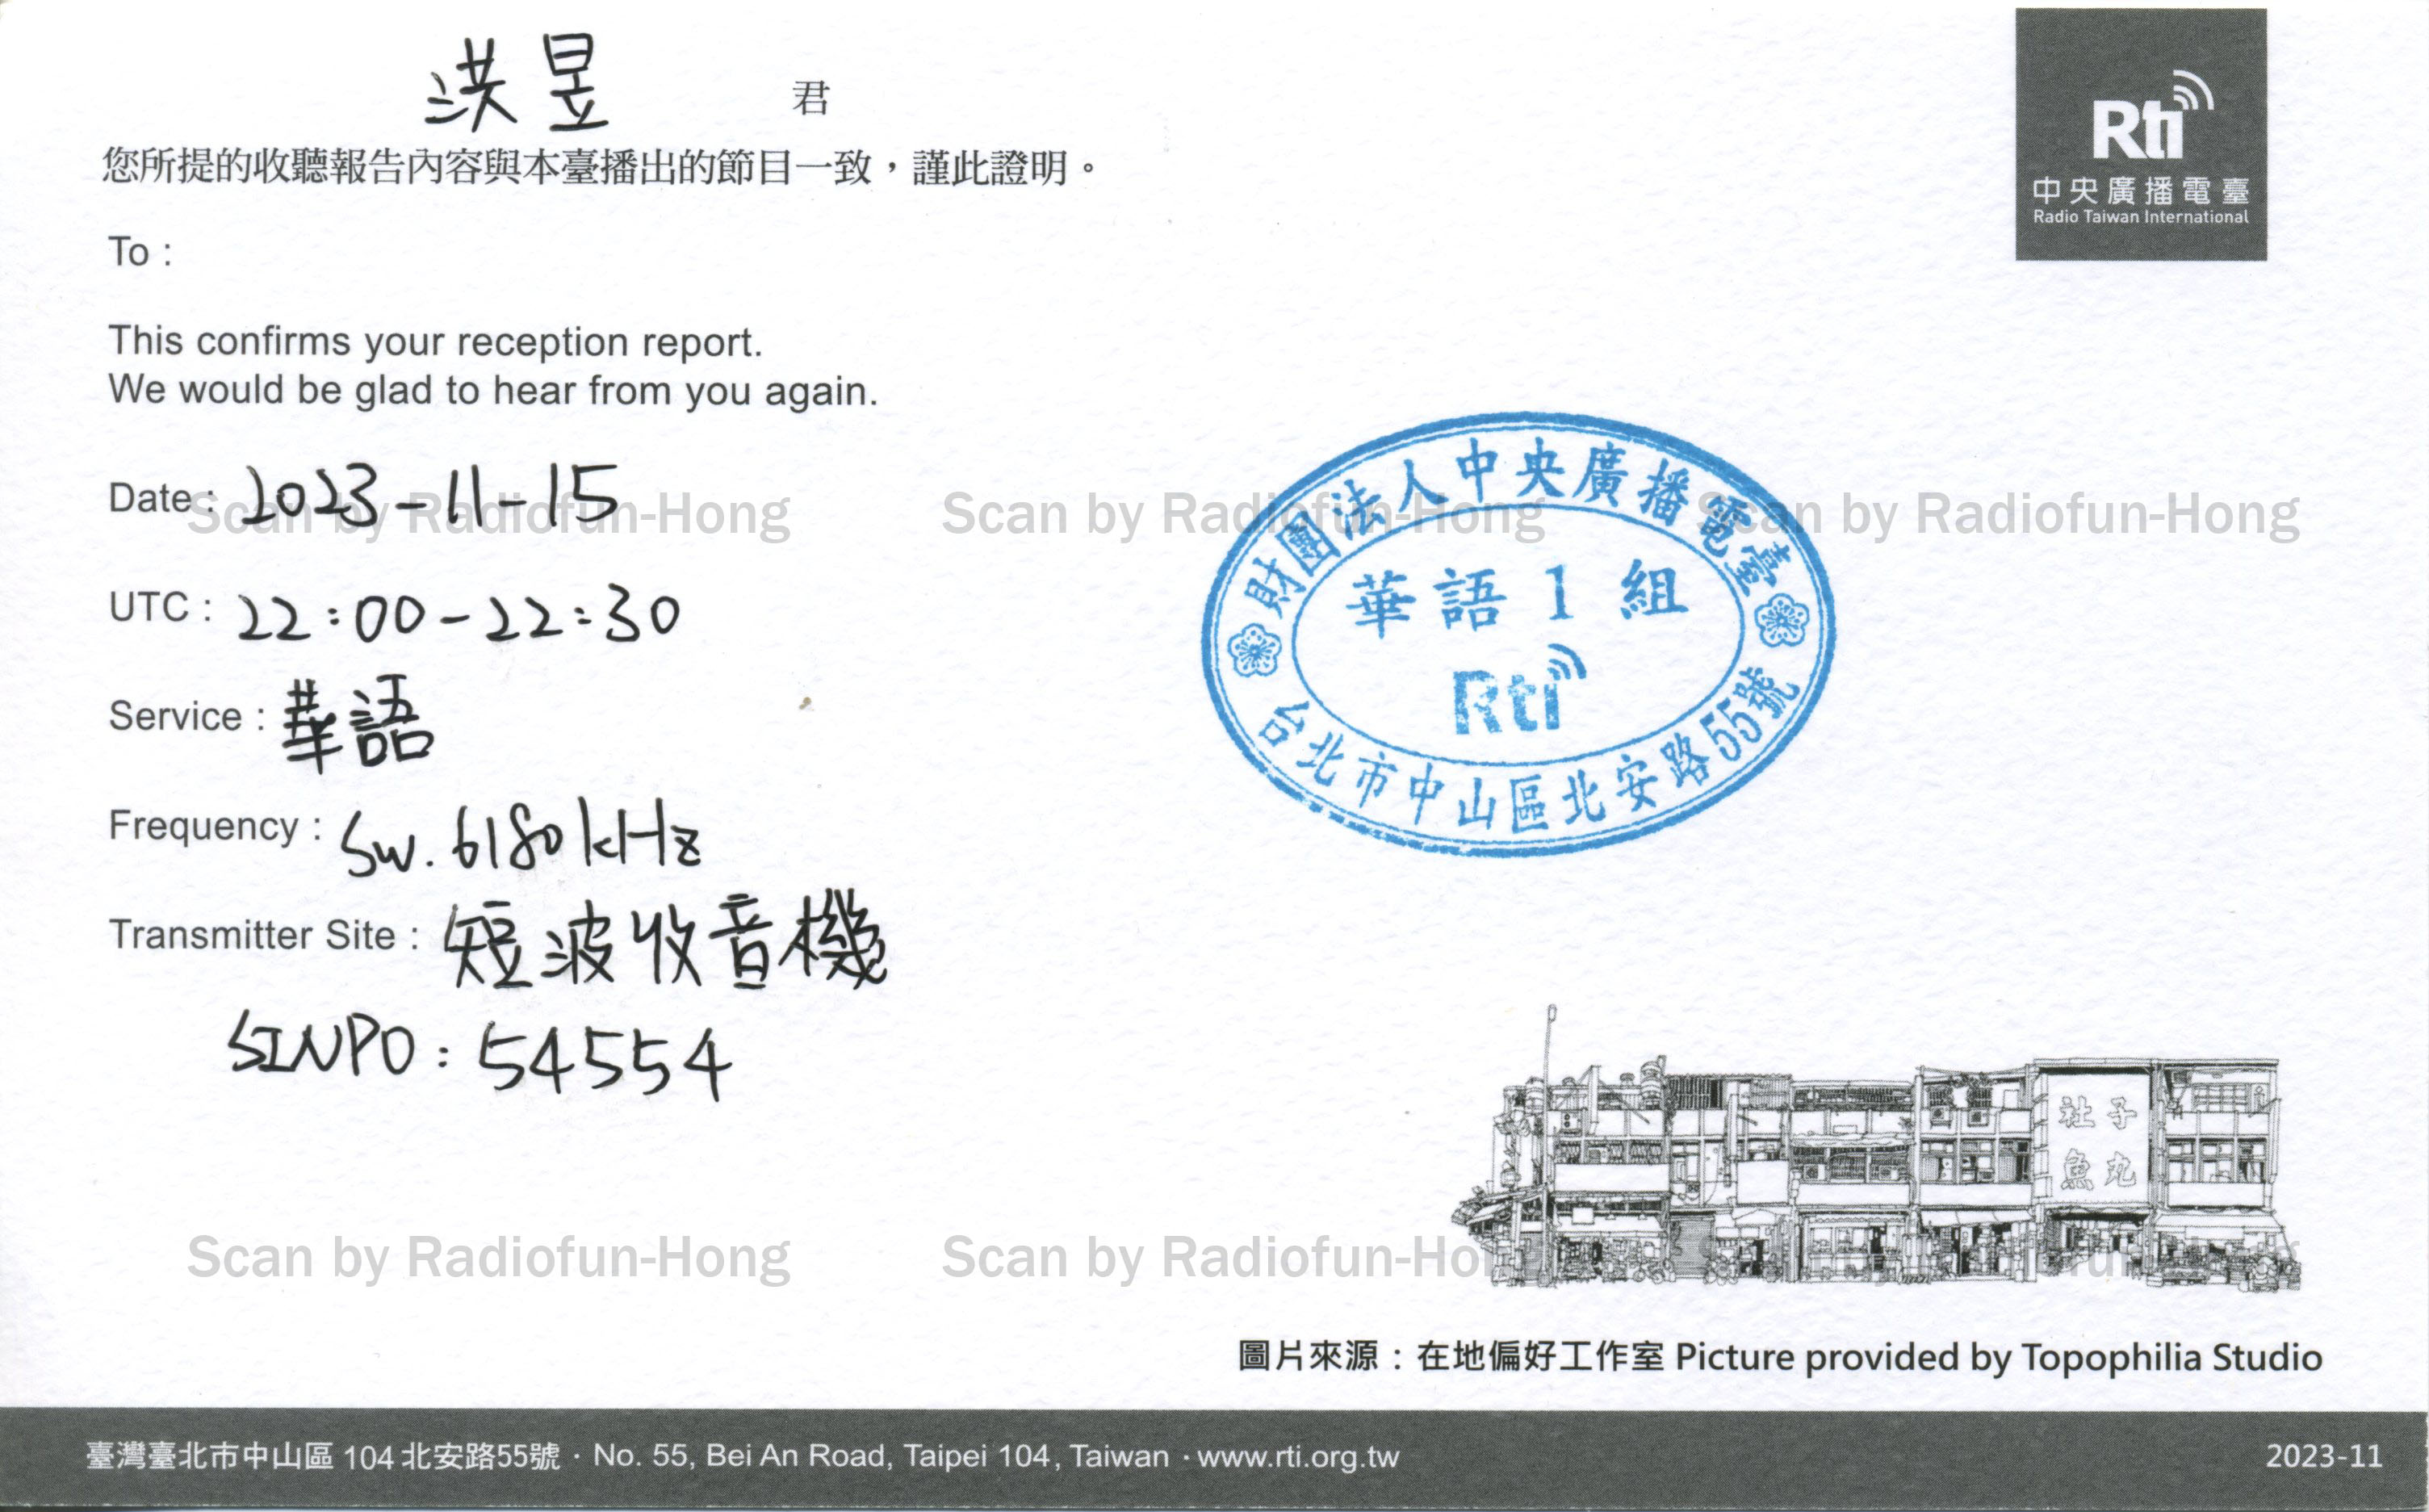 洪昱 君
您所提的收聽報告內容與本臺播出的節目一致，謹此證明。
To :
This confirms your reception report.
We would be glad to hear from you again.
Date : 2023-11-15
UTC : 22:00-22:30
Service : 華語
Frequency : SW. 6180kHz
Transmitter Site : 短波收音機
SINPO : 54554
Rti
中央廣播電臺
Radio Taiwan International
財團法人中央廣播電臺
華語1組
Rti
台北市中山區北安路55號
社子
魚丸
圖片來源：在地偏好工作室 Picture provided by Topophilia Studio
臺灣臺北市中山區 104 北安路55號 · No. 55, Bei An Road, Taipei 104, Taiwan · www.rti.org.tw
2023-11
Scan by Radiofun-Hong
Scan by Radiofun-Hong
Scan by Radiofun-Hong
Scan by Radiofun-Hong
Scan by Radiofun-Hong